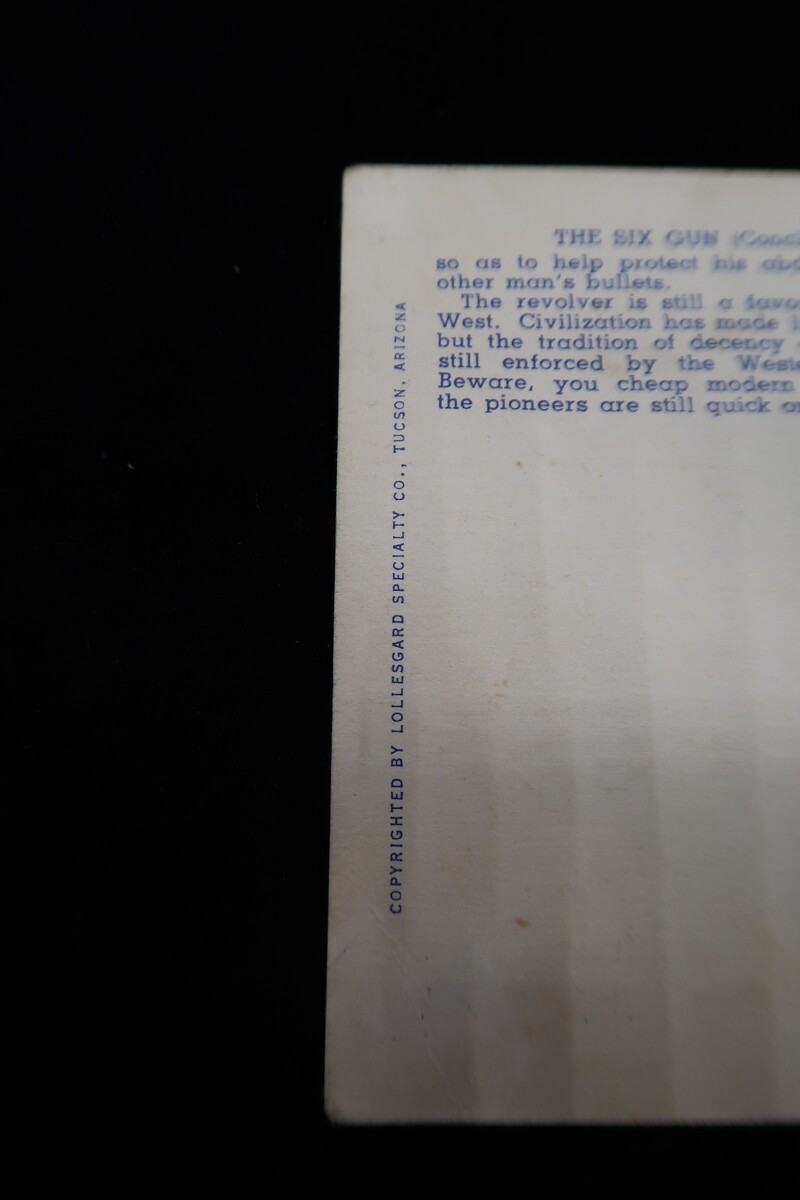 THE SIX GUN
so as to help protect his
other man's bullets.
The revolver is still a
West. Civilization has made
but the tradition of decency
still enforced by the
Beware, you cheap modern
the pioneers are still quick
COPYRIGHTED BY LOLLESGARD SPECIALTY CO., TUCSON, ARIZONA